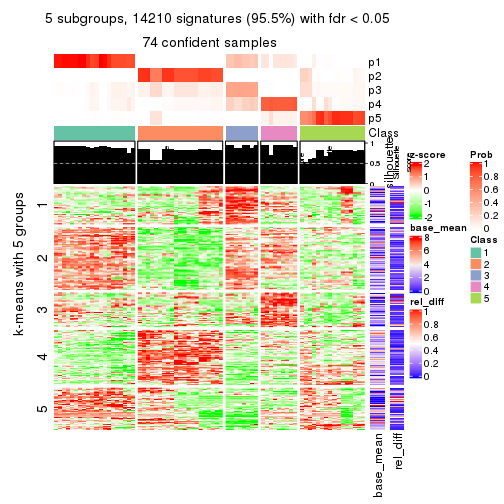 5 subgroups, 14210 signatures (95.5%) with fdr < 0.05
74 confident samples
p1
p2
p3
p4
p5
Class
1
0.5
0
silhouette
Silhouette
score
k-means with 5 groups
1
2
3
4
5
base_mean
rel_diff
z-score
2
1
0
-1
-2
base_mean
8
6
4
2
0
rel_diff
1
0.8
0.6
0.4
0.2
0
Prob
1
0.8
0.6
0.4
0.2
0
Class
1
2
3
4
5